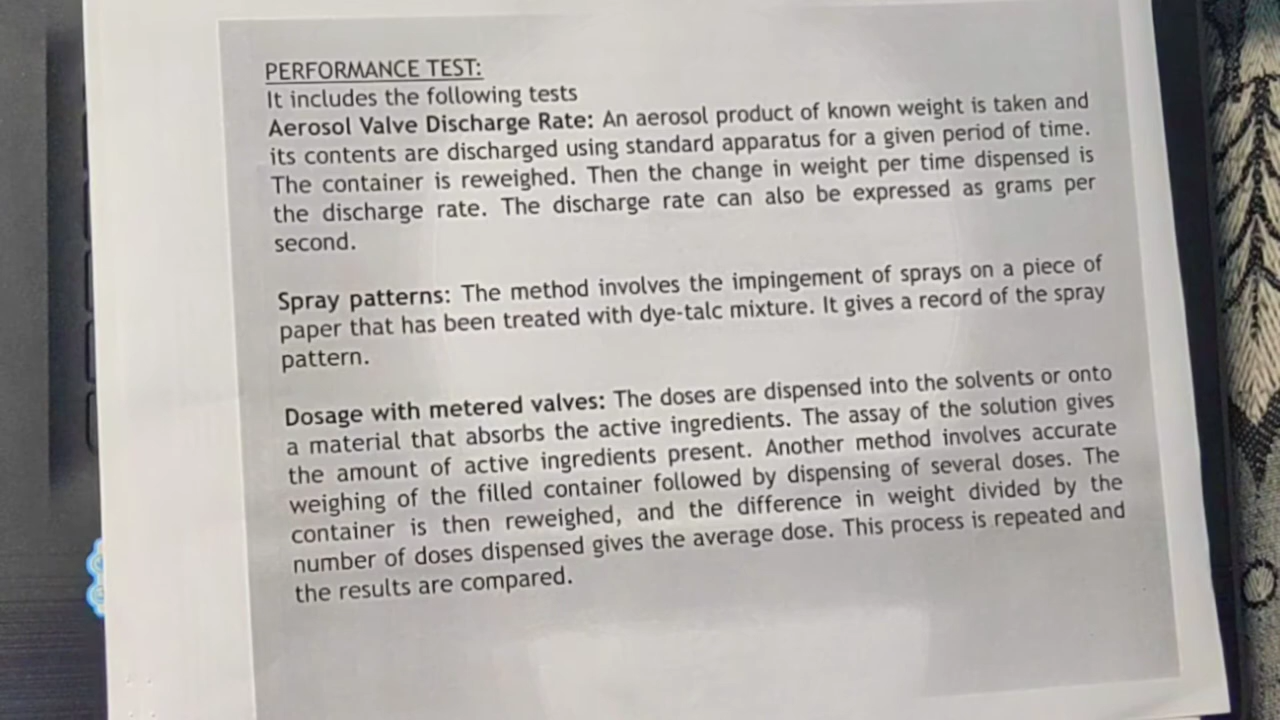 PERFORMANCE TEST:
It includes the following tests
Aerosol Valve Discharge Rate: An aerosol product of known weight is taken and
its contents are discharged using standard apparatus for a given period of time.
The container is reweighed. Then the change in weight per time dispensed is
the discharge rate. The discharge rate can also be expressed as grams per
second.
Spray patterns: The method involves the impingement of sprays on a piece of
paper that has been treated with dye-talc mixture. It gives a record of the spray
pattern.
Dosage with metered valves: The doses are dispensed into the solvents or onto
a material that absorbs the active ingredients. The assay of the solution gives
the amount of active ingredients present. Another method involves accurate
weighing of the filled container followed by dispensing of several doses. The
container is then reweighed, and the difference in weight divided by the
number of doses dispensed gives the average dose. This process is repeated and
the results are compared.